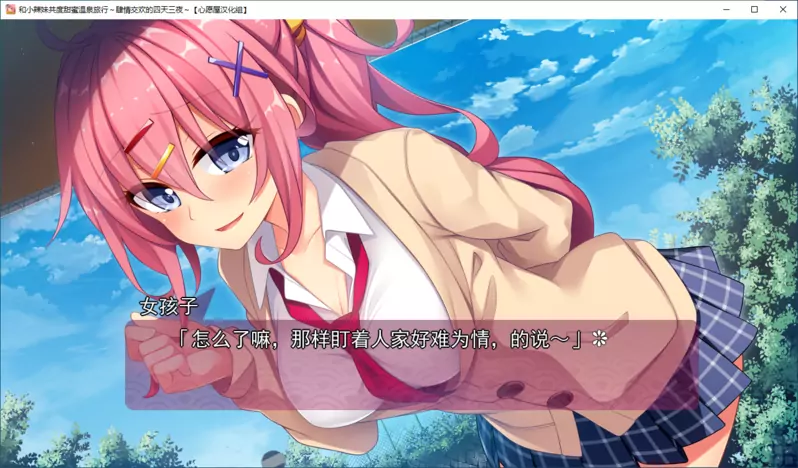 和小辣妹共度甜蜜温泉旅行～肆情交欢的四天三夜～【心愿屋汉化组】
女孩子
「怎么了嘛，那样盯着人家好难为情，的说～」